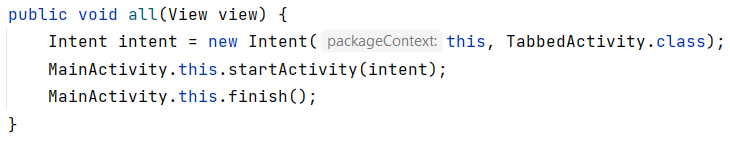 public void all(View view) {
    Intent intent = new Intent( packageContext: this, TabbedActivity.class);
    MainActivity.this.startActivity(intent);
    MainActivity.this.finish();
}